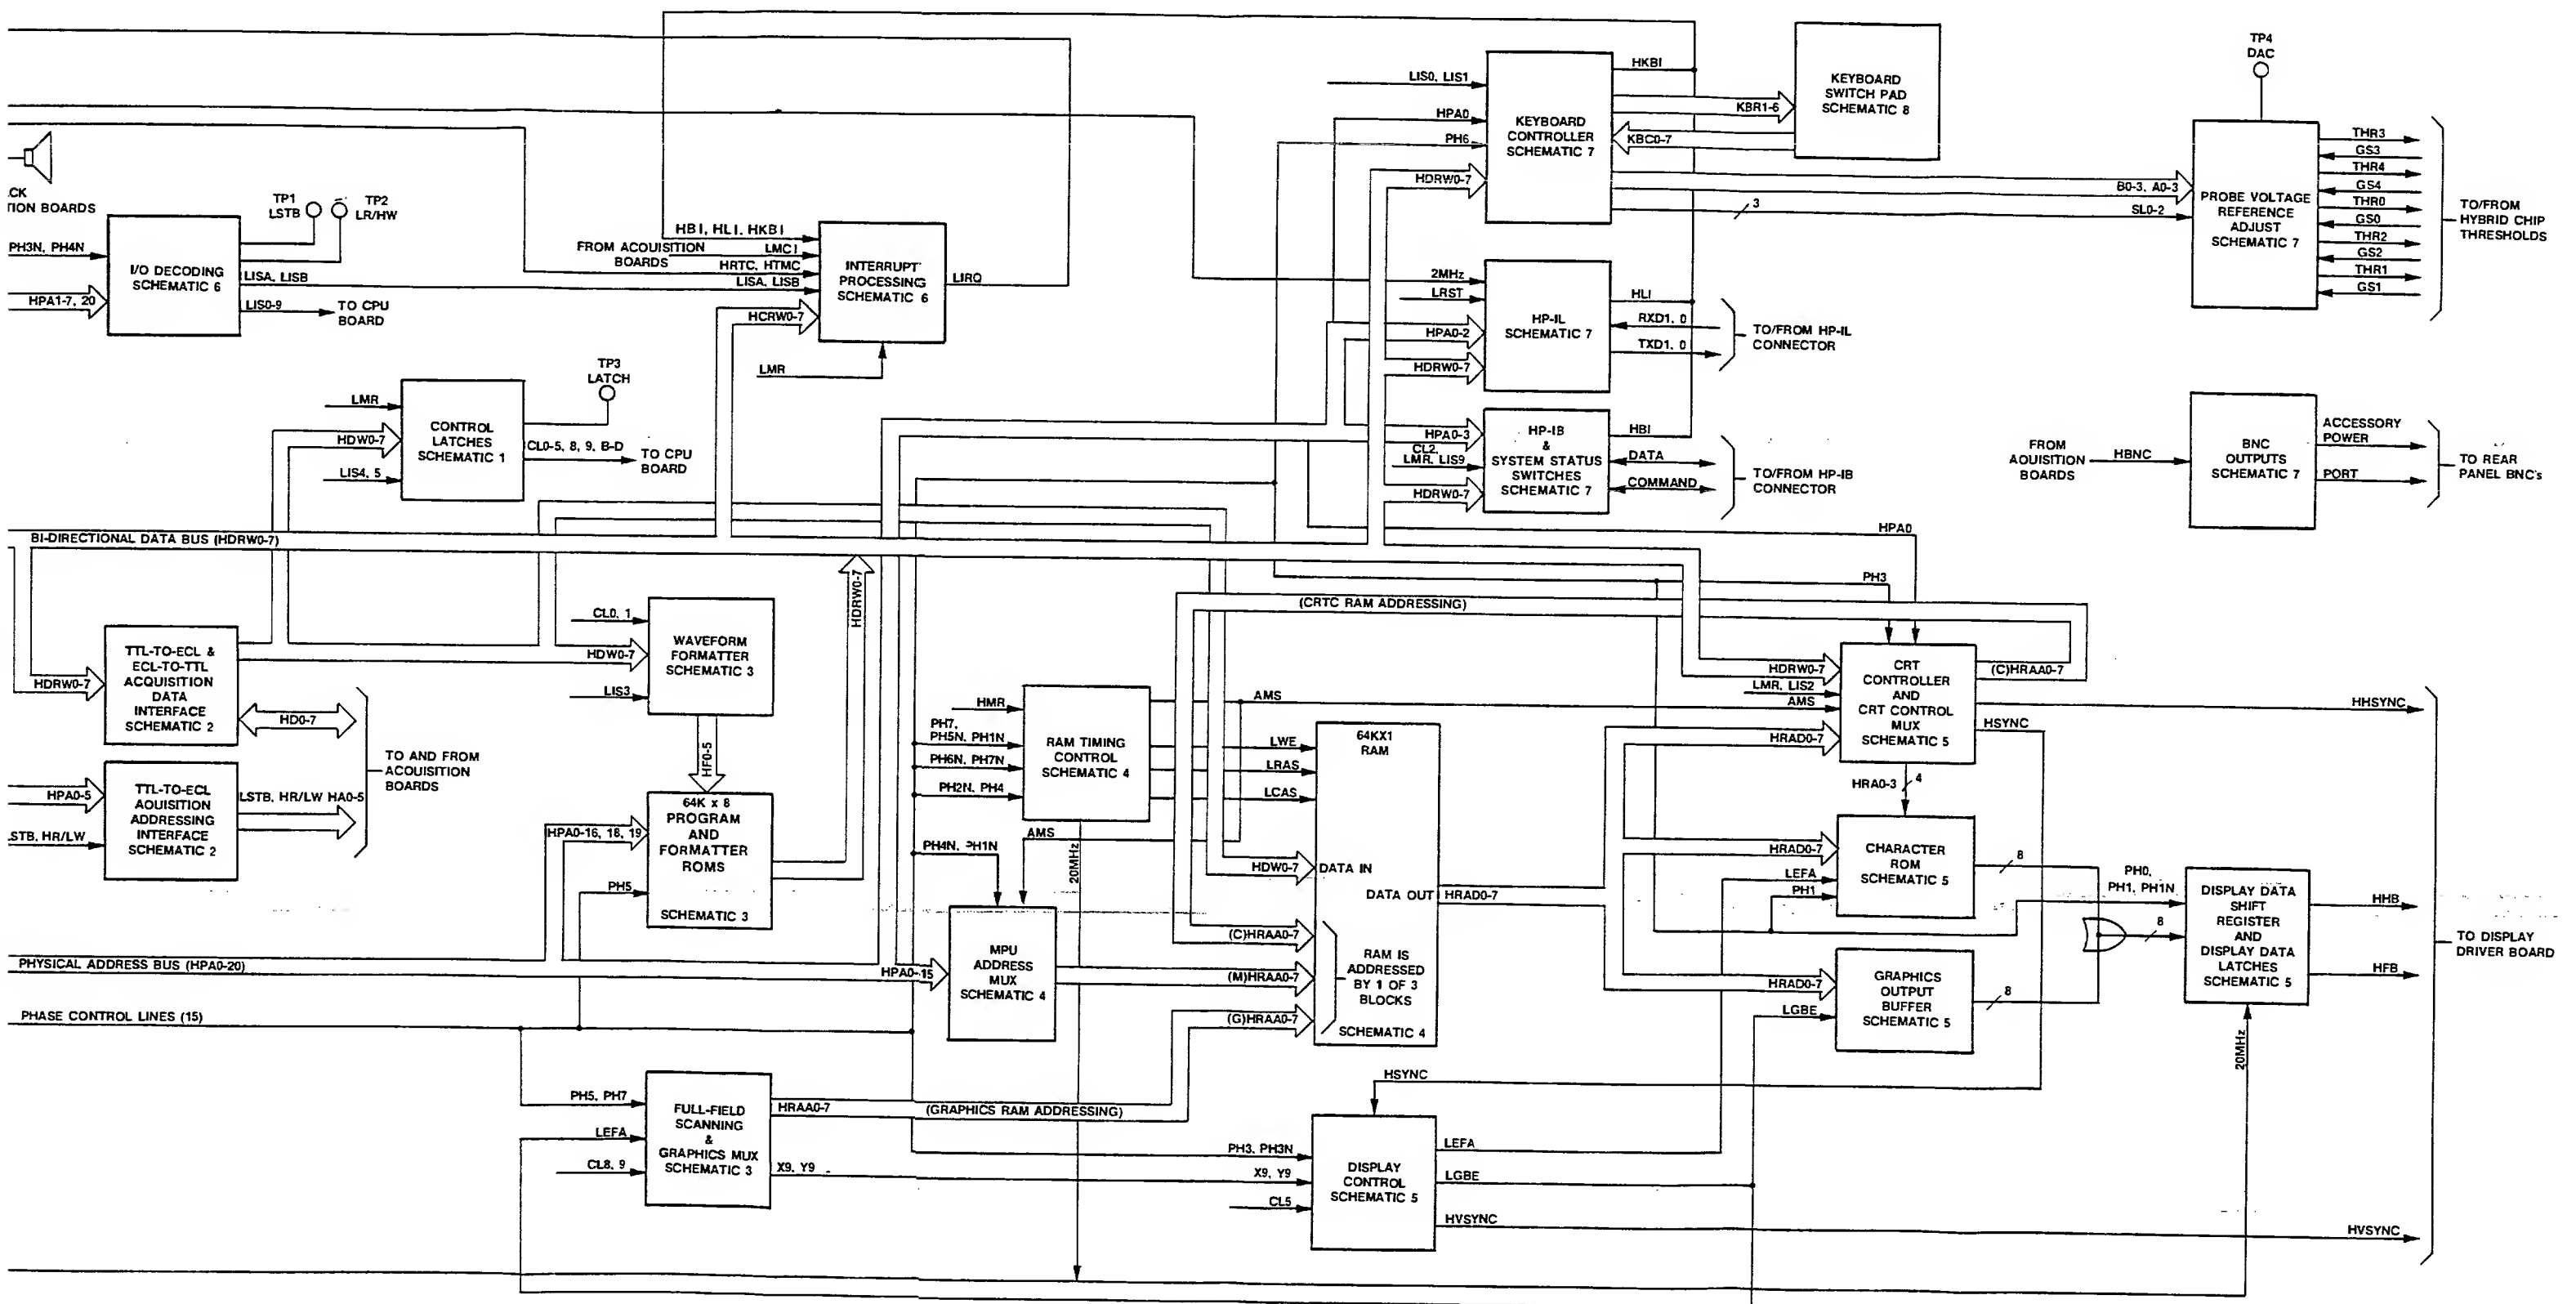 CK
TION BOARDS
PH3N, PH4N
HPA1-7, 20
I/O DECODING
SCHEMATIC 6
TP1
LSTB
TP2
LR/HW
LISA, LISB
LIS0-9
TO CPU
BOARD
HBI, HLI, HKBI
FROM ACQUISITION
BOARDS
LMCI
HRTC, HTMC
LISA, LISB
HCRW0-7
LMR
INTERRUPT
PROCESSING
SCHEMATIC 6
LIRQ
LMR
HDW0-7
LIS4, 5
CONTROL
LATCHES
SCHEMATIC 1
TP3
LATCH
CL0-5, 8, 9, B-D
TO CPU
BOARD
LIS0, LIS1
HPA0
PH6
HDRW0-7
KEYBOARD
CONTROLLER
SCHEMATIC 7
HKBI
KBR1-6
KBC0-7
KEYBOARD
SWITCH PAD
SCHEMATIC 8
3
B0-3, A0-3
SL0-2
TP4
DAC
PROBE VOLTAGE
REFERENCE
ADJUST
SCHEMATIC 7
THR3
GS3
THR4
GS4
THR0
GS0
THR2
GS2
THR1
GS1
TO/FROM
HYBRID CHIP
THRESHOLDS
2MHz
LRST
HPA0-2
HDRW0-7
HP-IL
SCHEMATIC 7
HLI
RXD1, 0
TXD1, 0
TO/FROM HP-IL
CONNECTOR
HPA0-3
CL2,
LMR, LIS9
HDRW0-7
HP-IB
&
SYSTEM STATUS
SWITCHES
SCHEMATIC 7
HBI
DATA
COMMAND
TO/FROM HP-IB
CONNECTOR
FROM
AOUISITION
BOARDS
HBNC
BNC
OUTPUTS
SCHEMATIC 7
ACCESSORY
POWER
PORT
TO REAR
PANEL BNC's
BI-DIRECTIONAL DATA BUS (HDRW0-7)
HPA0
PH3
(CRTC RAM ADDRESSING)
HDRW0-7
HDRW0-7
TTL-TO-ECL &
ECL-TO-TTL
ACQUISITION
DATA
INTERFACE
SCHEMATIC 2
HD0-7
CL0, 1
HDW0-7
LIS3
WAVEFORM
FORMATTER
SCHEMATIC 3
HF0-5
HPA0-5
STB, HR/LW
TTL-TO-ECL
AOUISITION
ADDRESSING
INTERFACE
SCHEMATIC 2
LSTB, HR/LW HA0-5
TO AND FROM
ACQUISITION
BOARDS
HPA0-16, 18, 19
PH5
64K x 8
PROGRAM
AND
FORMATTER
ROMS
SCHEMATIC 3
HMR
PH7,
PH5N, PH1N
PH6N, PH7N
PH2N, PH4
RAM TIMING
CONTROL
SCHEMATIC 4
AMS
LWE
LRAS
LCAS
AMS
PH4N, PH1N
20MHz
64KX1
RAM
HDW0-7
DATA IN
DATA OUT
HRAD0-7
(C)HRAA0-7
(M)HRAA0-7
(G)HRAA0-7
RAM IS
ADDRESSED
BY 1 OF 3
BLOCKS
SCHEMATIC 4
HPA0-15
MPU
ADDRESS
MUX
SCHEMATIC 4
HDRW0-7
LMR, LIS2
AMS
HRAD0-7
CRT
CONTROLLER
AND
CRT CONTROL
MUX
SCHEMATIC 5
(C)HRAA0-7
HHSYNC
HSYNC
HRA0-3
4
HRAD0-7
LEFA
PH1
CHARACTER
ROM
SCHEMATIC 5
8
HRAD0-7
LGBE
GRAPHICS
OUTPUT
BUFFER
SCHEMATIC 5
8
PH0,
PH1, PH1N
8
DISPLAY DATA
SHIFT
REGISTER
AND
DISPLAY DATA
LATCHES
SCHEMATIC 5
HHB
HFB
20MHz
TO DISPLAY
DRIVER BOARD
PHYSICAL ADDRESS BUS (HPA0-20)
PHASE CONTROL LINES (15)
PH5, PH7
LEFA
CL8, 9
FULL-FIELD
SCANNING
&
GRAPHICS MUX
SCHEMATIC 3
HRAA0-7
(GRAPHICS RAM ADDRESSING)
X9, Y9
HSYNC
PH3, PH3N
X9, Y9
CL5
DISPLAY
CONTROL
SCHEMATIC 5
LEFA
LGBE
HVSYNC
HVSYNC